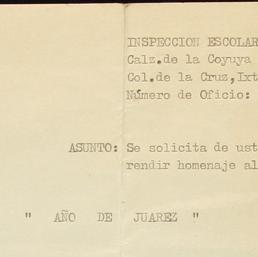 INSPECCION ESCOLAR
Calz.de la Coyuya
Col.de la Cruz,Ixt
Número de Oficio:
ASUNTO: Se solicita de ust
rendir homenaje al
" AÑO DE JUAREZ "